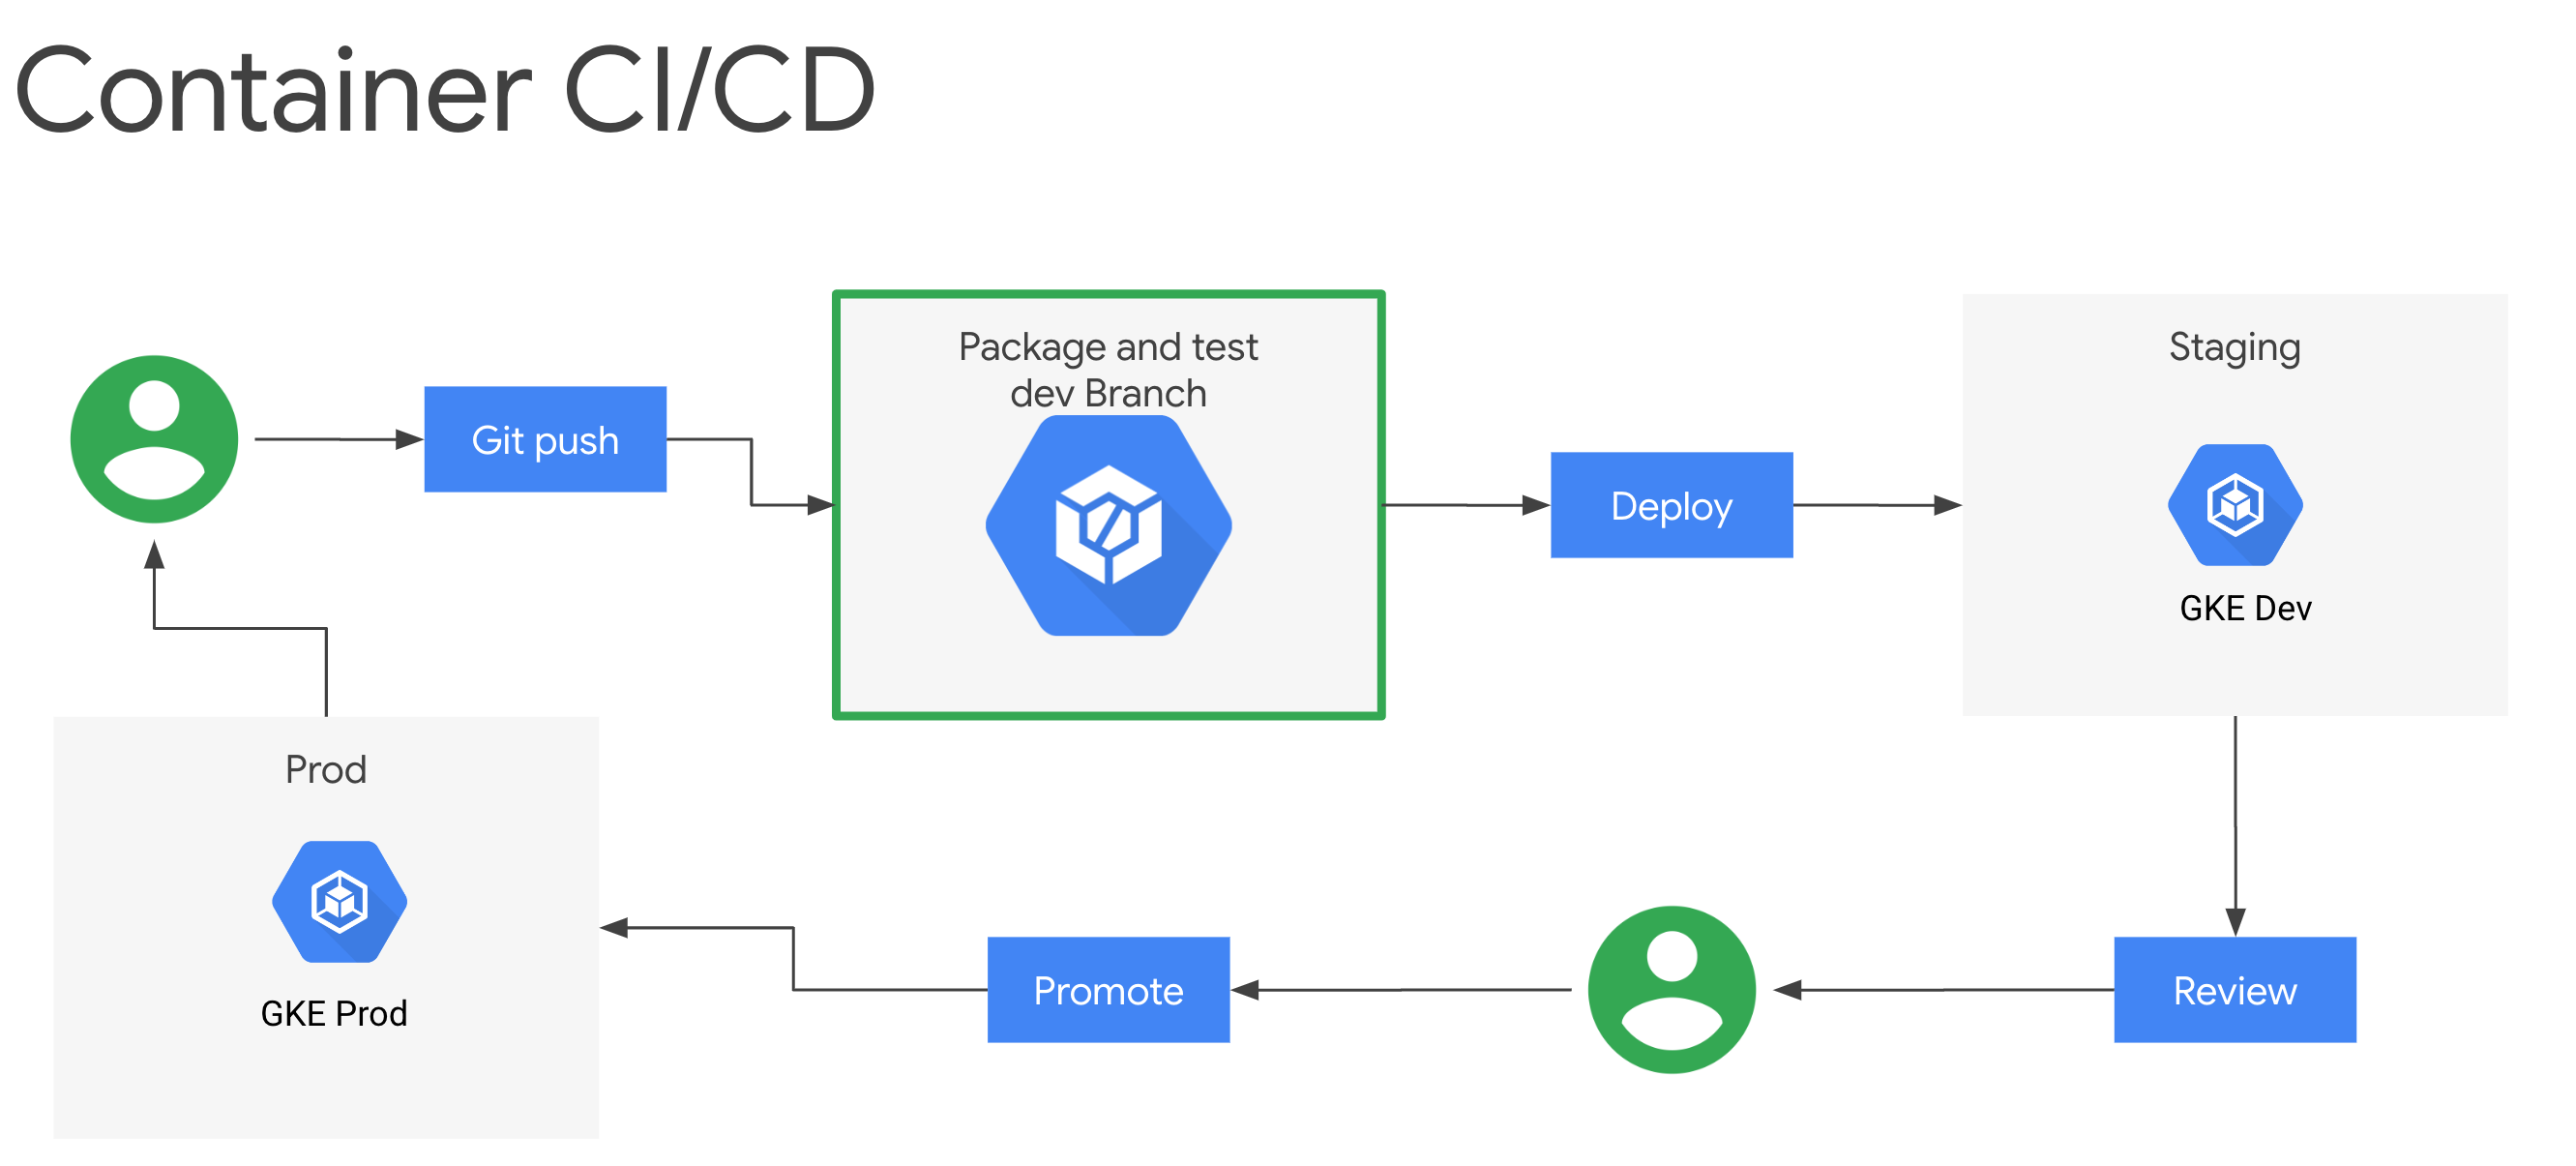 Container CI/CD
Git push
Package and test
dev Branch
Deploy
Staging
GKE Dev
Review
Promote
Prod
GKE Prod